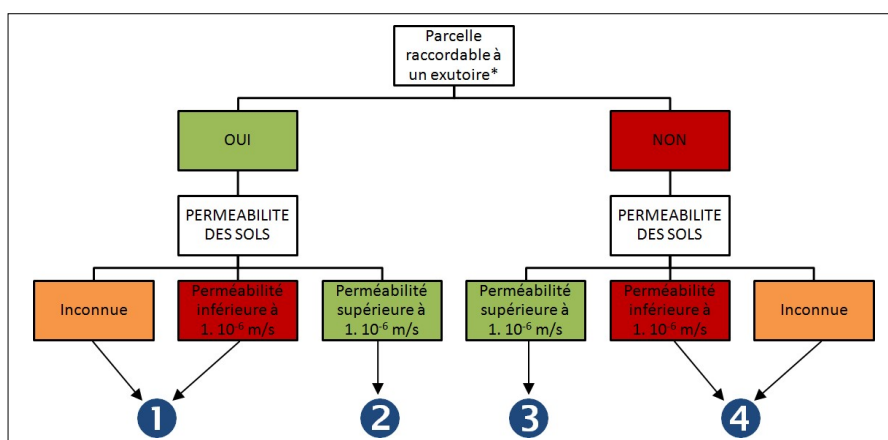 Parcelle
raccordable à
un exutoire*
OUI
NON
PERMEABILITE
DES SOLS
PERMEABILITE
DES SOLS
Inconnue
Perméabilité
inférieure à
1. 10⁻⁶ m/s
Perméabilité
supérieure à
1. 10⁻⁶ m/s
Perméabilité
supérieure à
1. 10⁻⁶ m/s
Perméabilité
inférieure à
1. 10⁻⁶ m/s
Inconnue
1
2
3
4